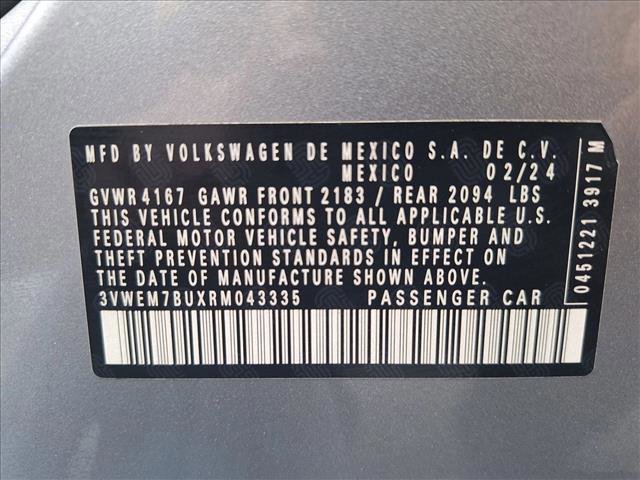 MFD BY VOLKSWAGEN DE MEXICO S.A. DE C.V.
MEXICO 02/24
GVWR 4167 GAWR FRONT 2183 / REAR 2094 LBS
THIS VEHICLE CONFORMS TO ALL APPLICABLE U.S.
FEDERAL MOTOR VEHICLE SAFETY, BUMPER AND
THEFT PREVENTION STANDARDS IN EFFECT ON
THE DATE OF MANUFACTURE SHOWN ABOVE.
3VWEM7BUXRM043335 PASSENGER CAR
0451221 3917 M